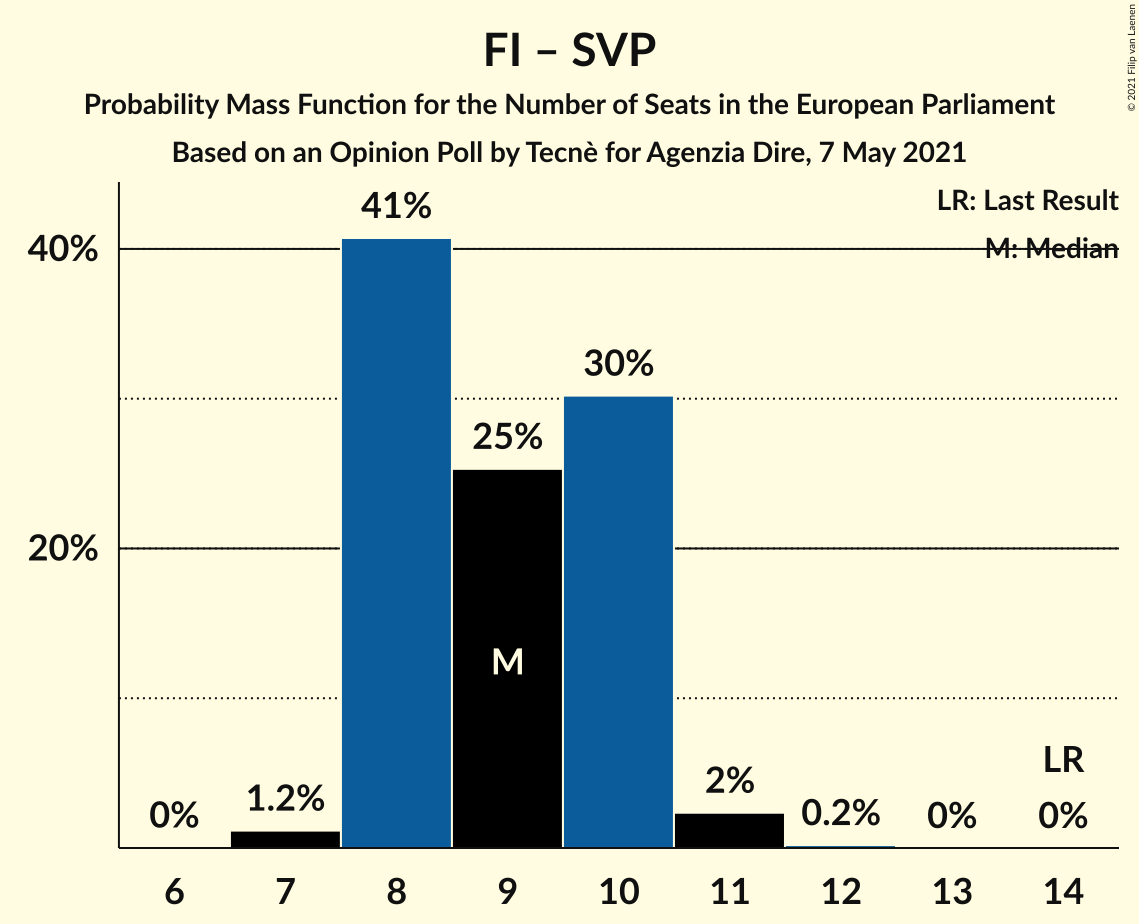 FI – SVP
Probability Mass Function for the Number of Seats in the European Parliament
Based on an Opinion Poll by Tecnè for Agenzia Dire, 7 May 2021
© 2021 Filip van Laenen
LR: Last Result
M: Median
40%
20%
0%
1.2%
41%
25%
30%
2%
0.2%
0%
0%
M
LR
6 7 8 9 10 11 12 13 14